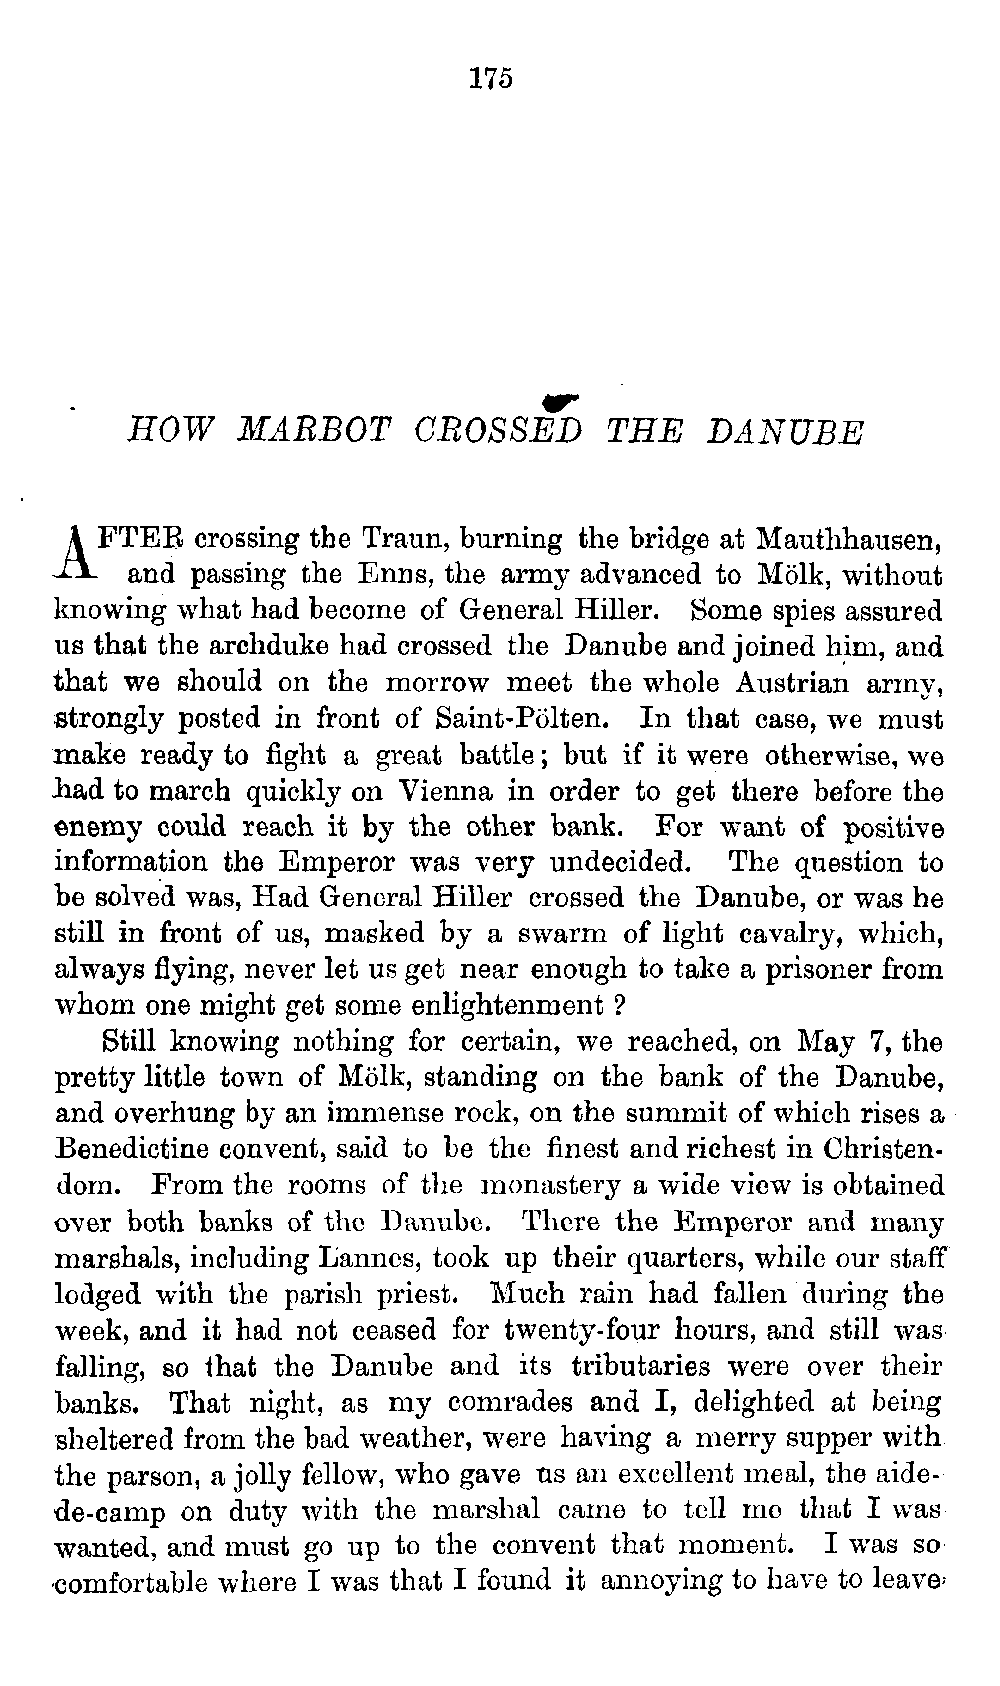 175
HOW MARBOT CROSSED THE DANUBE
AFTER crossing the Traun, burning the bridge at Mauthhausen,
and passing the Enns, the army advanced to Mölk, without
knowing what had become of General Hiller. Some spies assured
us that the archduke had crossed the Danube and joined him, and
that we should on the morrow meet the whole Austrian army,
strongly posted in front of Saint-Pölten. In that case, we must
make ready to fight a great battle; but if it were otherwise, we
had to march quickly on Vienna in order to get there before the
enemy could reach it by the other bank. For want of positive
information the Emperor was very undecided. The question to
be solved was, Had General Hiller crossed the Danube, or was he
still in front of us, masked by a swarm of light cavalry, which,
always flying, never let us get near enough to take a prisoner from
whom one might get some enlightenment ?
Still knowing nothing for certain, we reached, on May 7, the
pretty little town of Mölk, standing on the bank of the Danube,
and overhung by an immense rock, on the summit of which rises a
Benedictine convent, said to be the finest and richest in Christen-
dom. From the rooms of the monastery a wide view is obtained
over both banks of the Danube. There the Emperor and many
marshals, including Lannes, took up their quarters, while our staff
lodged with the parish priest. Much rain had fallen during the
week, and it had not ceased for twenty-four hours, and still was
falling, so that the Danube and its tributaries were over their
banks. That night, as my comrades and I, delighted at being
sheltered from the bad weather, were having a merry supper with
the parson, a jolly fellow, who gave us an excellent meal, the aide-
de-camp on duty with the marshal came to tell me that I was
wanted, and must go up to the convent that moment. I was so
comfortable where I was that I found it annoying to have to leave